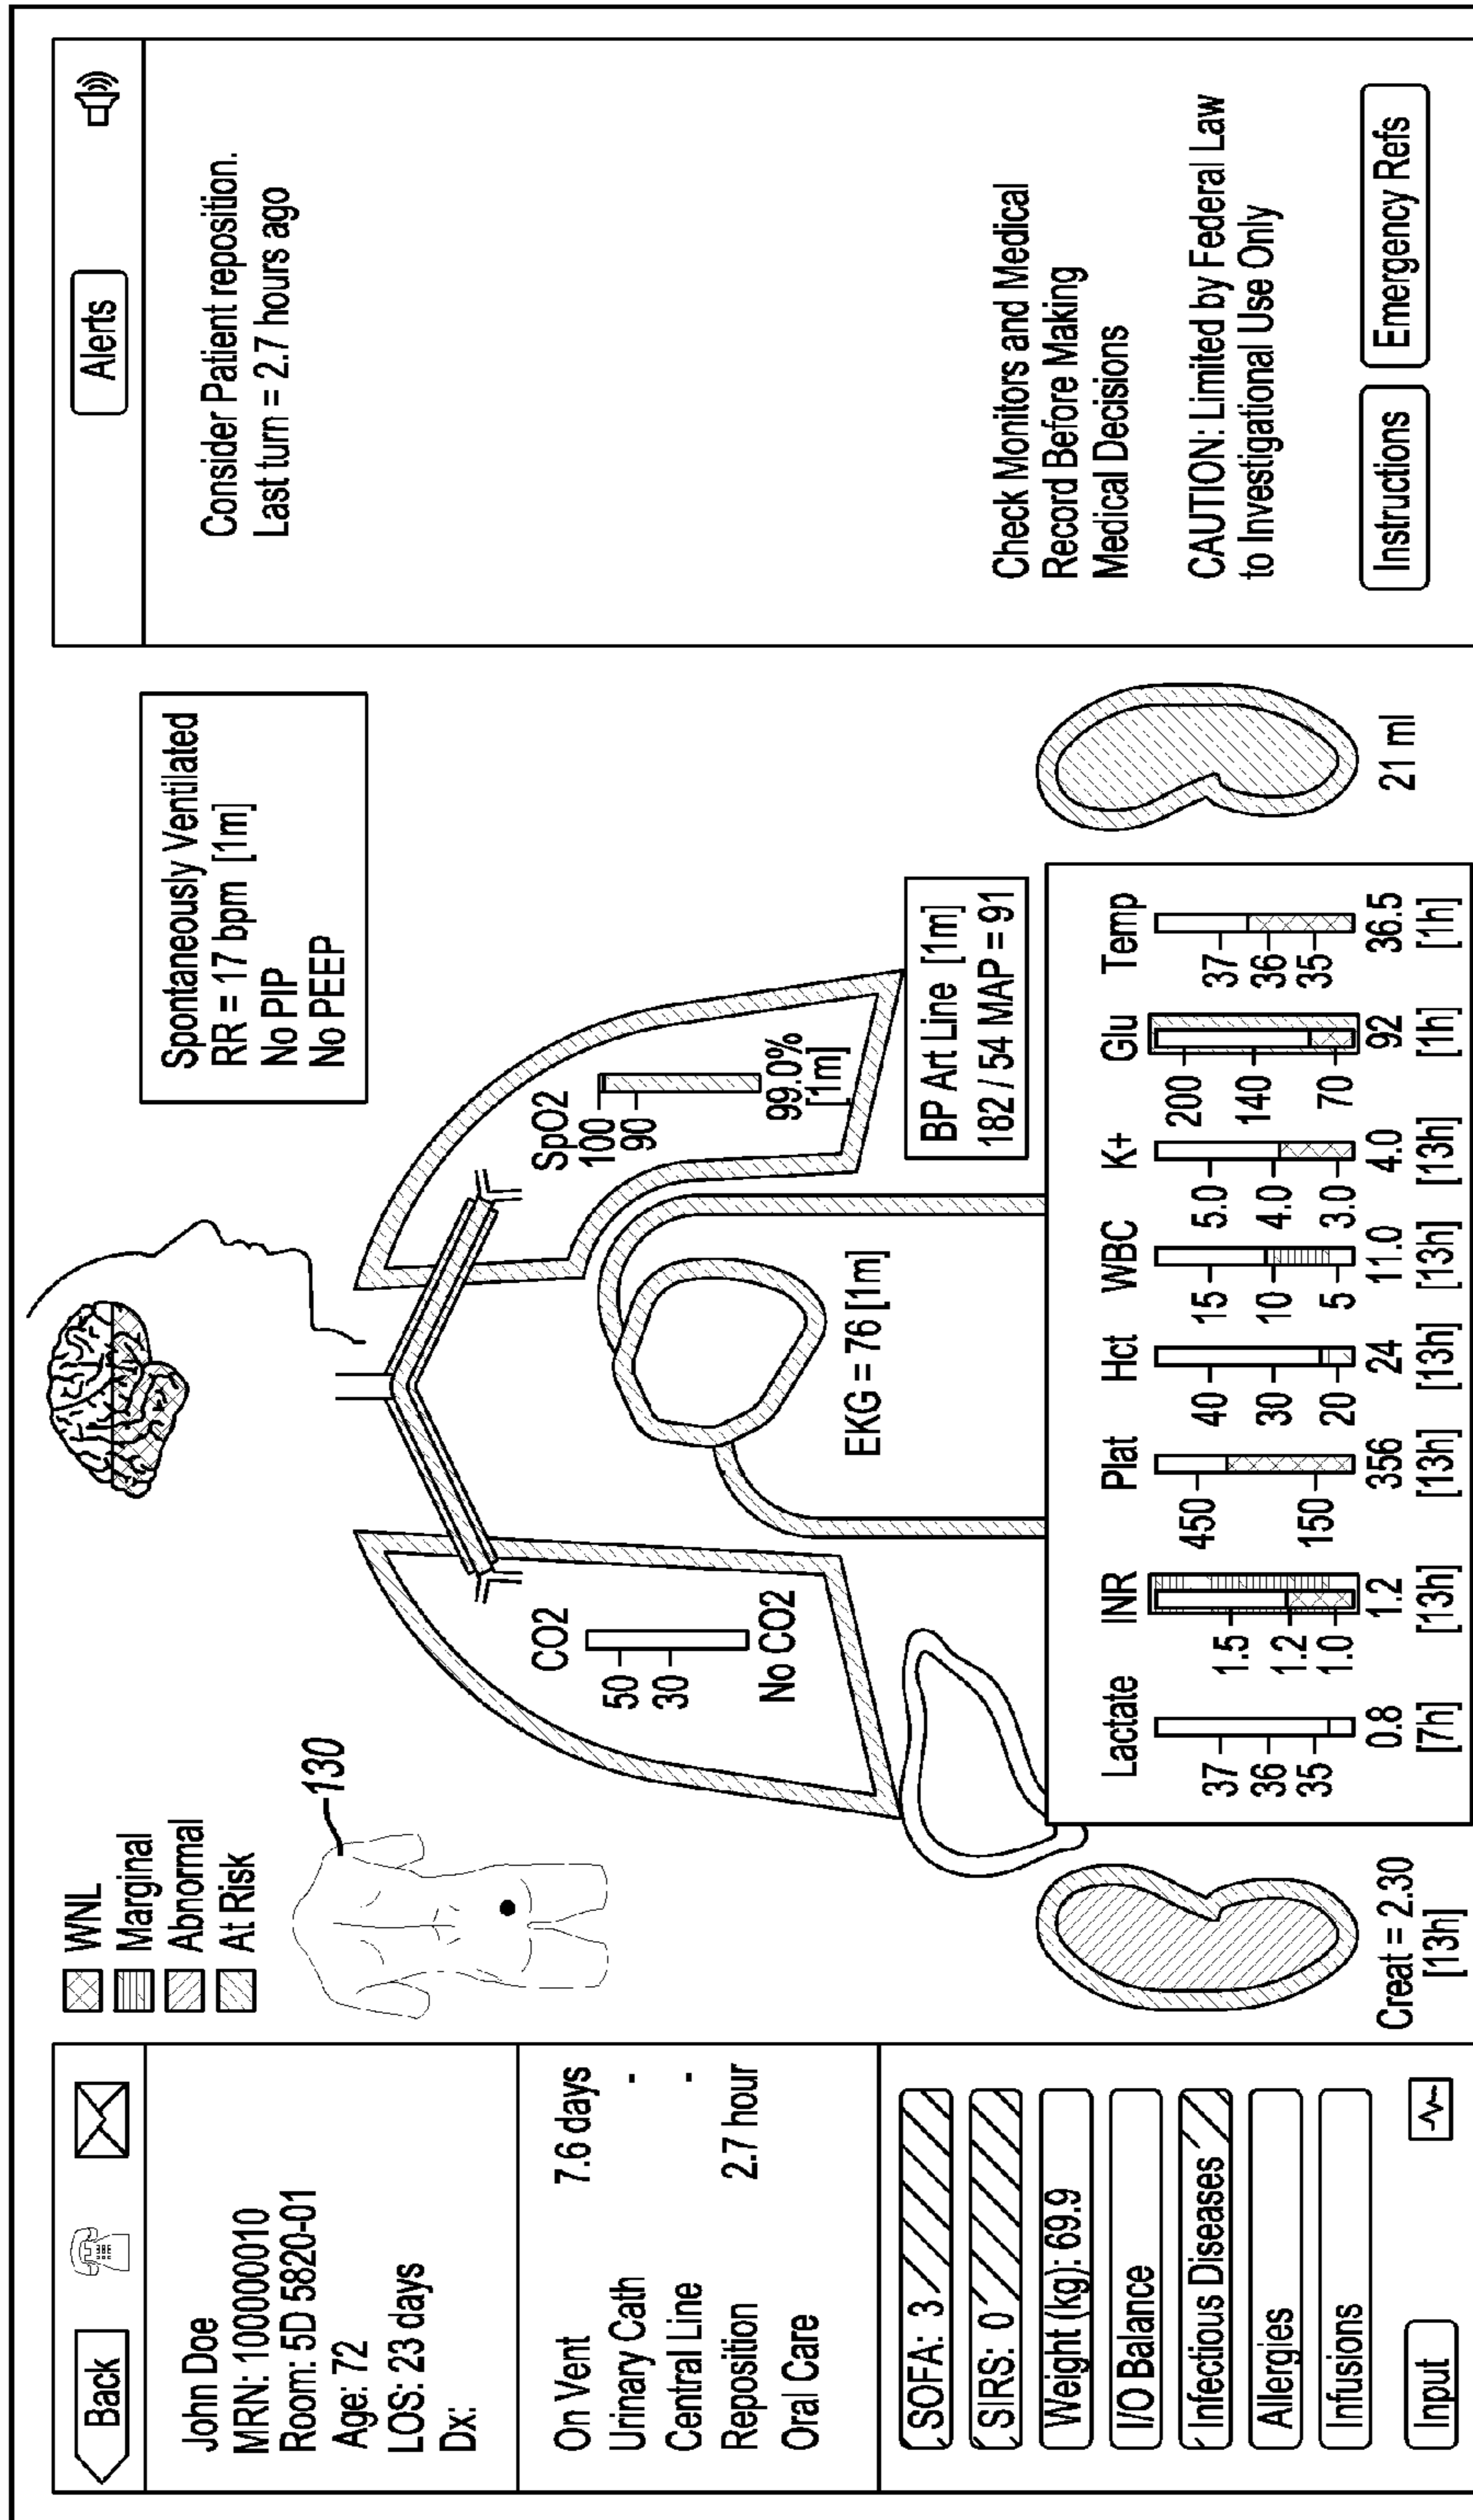 Back
John Doe
MRN: 10000010
Room: 5D 5820-01
Age: 72
LOS: 23 days
Dx:
On Vent 7.6 days
Urinary Cath -
Central Line -
Reposition 2.7 hour
Oral Care
SOFA: 3
SIRS: 0
Weight (kg): 69.9
I/O Balance
Infectious Diseases
Allergies
Infusions
Input
WNL
Marginal
Abnormal
At Risk
130
Spontaneously Ventilated
RR = 17 bpm [1m]
No PIP
No PEEP
CO2
50
30
No CO2
SpO2
100
90
99.0%
[1m]
EKG = 76 [1m]
BP Art Line [1m]
182 / 54 MAP = 91
Creat = 2.30
[13h]
21 ml
Lactate INR Plat Hct WBC K+ Glu Temp
37 1.5 450 40 15 5.0 200 37
36 1.2 30 10 4.0 140 36
35 1.0 150 20 5 3.0 70 35
0.8 1.2 356 24 11.0 4.0 92 36.5
[7h] [13h] [13h] [13h] [13h] [13h] [1h] [1h]
Alerts
Consider Patient reposition.
Last turn = 2.7 hours ago
Check Monitors and Medical
Record Before Making
Medical Decisions
CAUTION: Limited by Federal Law
to Investigational Use Only
Instructions
Emergency Refs